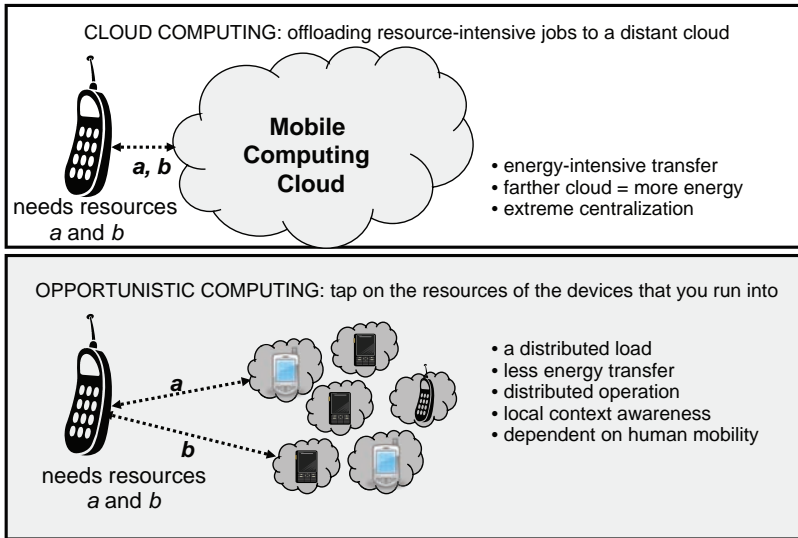 CLOUD COMPUTING: offloading resource-intensive jobs to a distant cloud
Mobile
Computing
Cloud
a, b
needs resources
a and b
• energy-intensive transfer
• farther cloud = more energy
• extreme centralization
OPPORTUNISTIC COMPUTING: tap on the resources of the devices that you run into
a
b
needs resources
a and b
• a distributed load
• less energy transfer
• distributed operation
• local context awareness
• dependent on human mobility